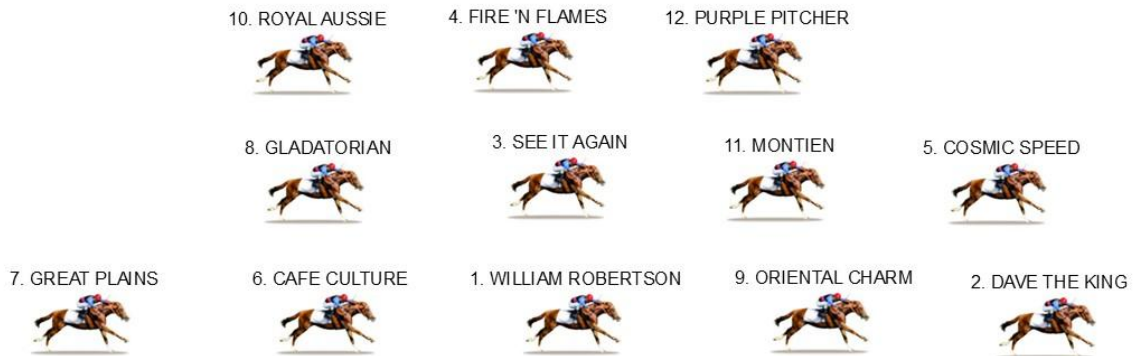 10. ROYAL AUSSIE 4. FIRE 'N FLAMES 12. PURPLE PITCHER
8. GLADATORIAN 3. SEE IT AGAIN 11. MONTIEN 5. COSMIC SPEED
7. GREAT PLAINS 6. CAFE CULTURE 1. WILLIAM ROBERTSON 9. ORIENTAL CHARM 2. DAVE THE KING